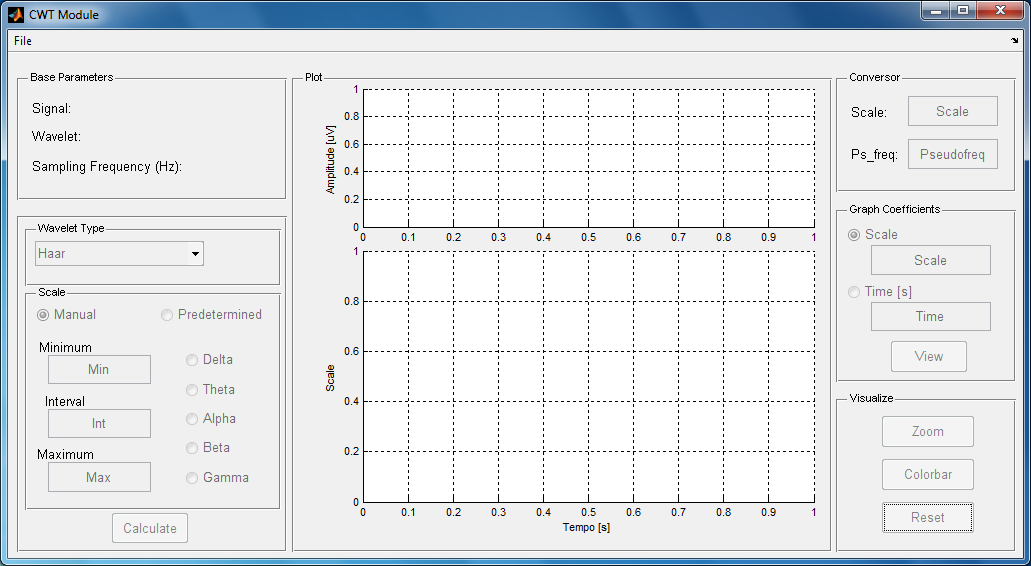 CWT Module
File
Base Parameters
Signal:
Wavelet:
Sampling Frequency (Hz):
Wavelet Type
Haar
Scale
Manual
Predetermined
Minimum
Min
Interval
Int
Maximum
Max
Delta
Theta
Alpha
Beta
Gamma
Calculate
Plot
Amplitude [uV]
1
0.8
0.6
0.4
0.2
0
0 0.1 0.2 0.3 0.4 0.5 0.6 0.7 0.8 0.9 1
Scale
0.8
0.6
0.4
0.2
0
0 0.1 0.2 0.3 0.4 0.5 0.6 0.7 0.8 0.9 1
Tempo [s]
Conversor
Scale: Scale
Ps_freq: Pseudofreq
Graph Coefficients
Scale
Scale
Time [s]
Time
View
Visualize
Zoom
Colorbar
Reset